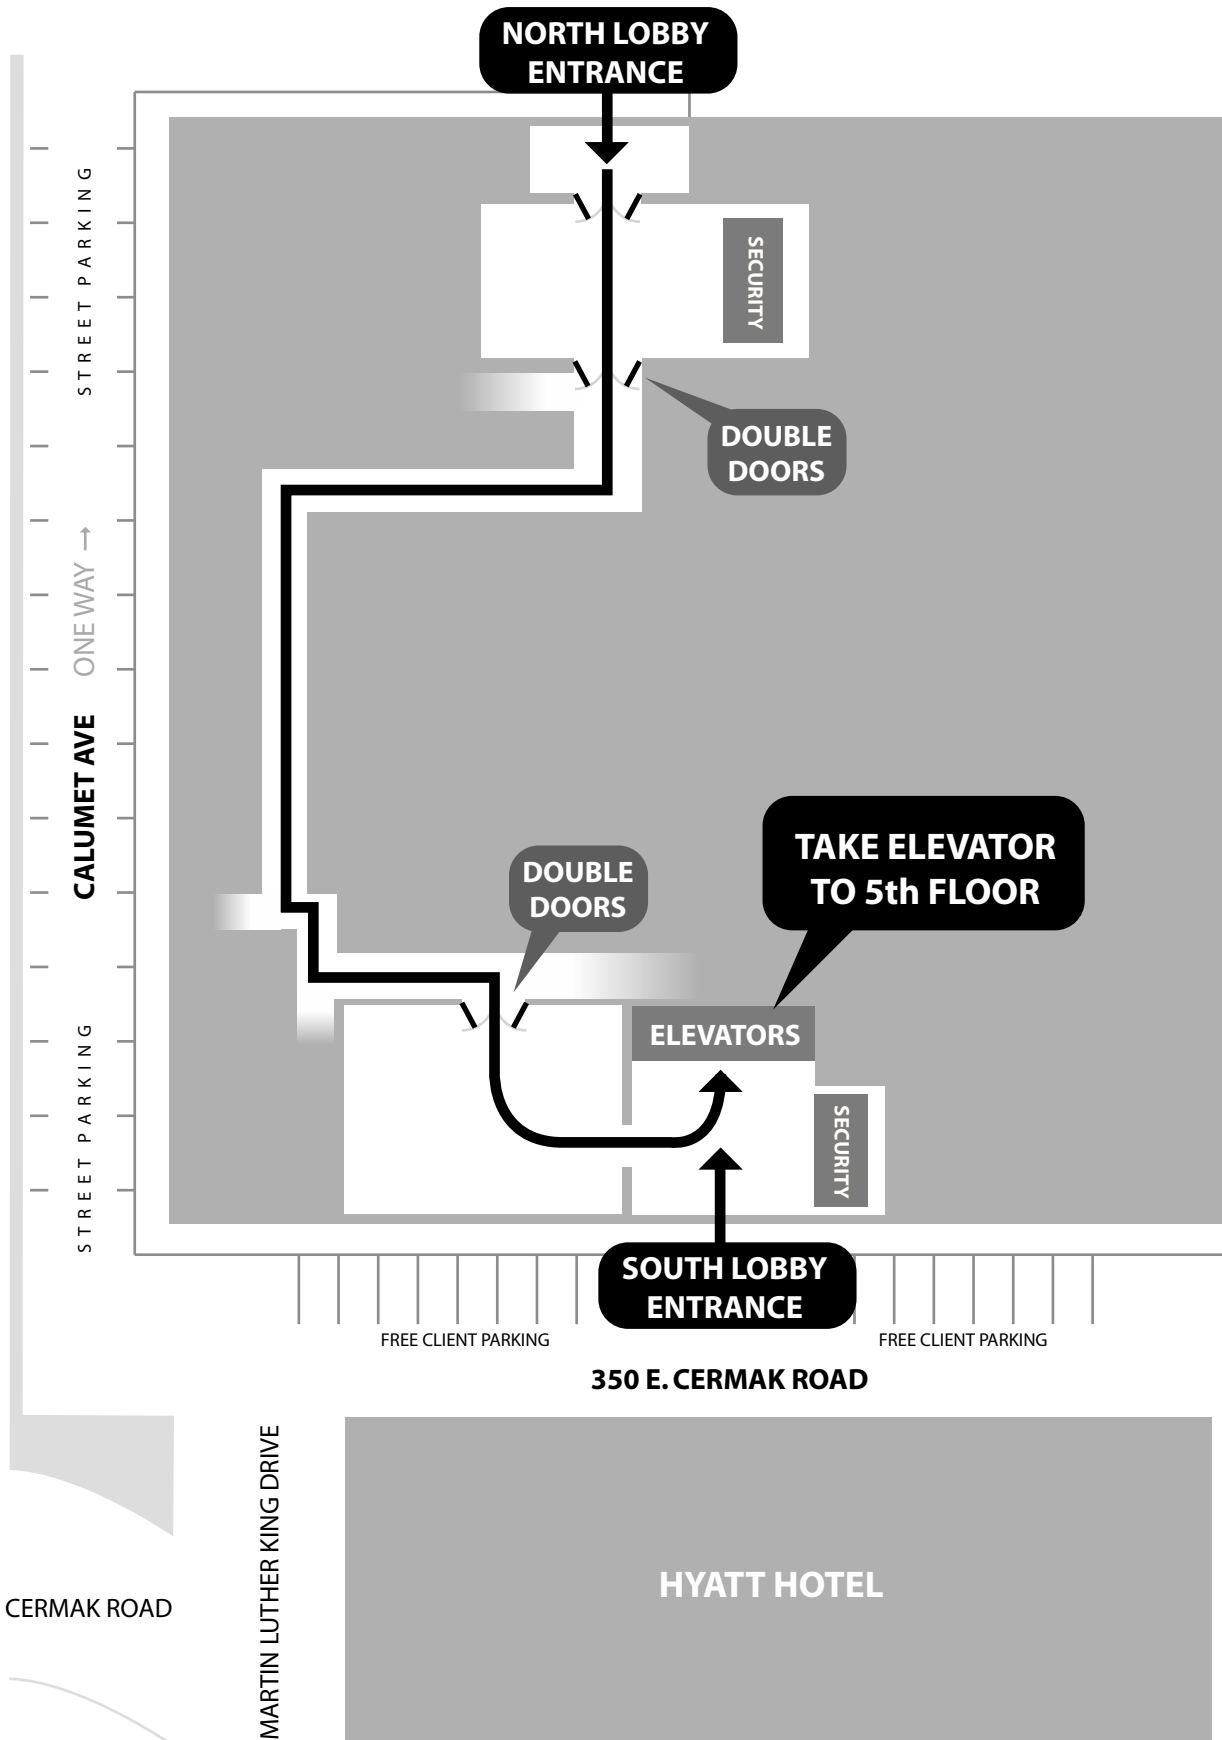 NORTH LOBBY
ENTRANCE
STREET PARKING
SECURITY
DOUBLE
DOORS
ONE WAY →
CALUMET AVE
TAKE ELEVATOR
TO 5th FLOOR
DOUBLE
DOORS
ELEVATORS
STREET PARKING
SECURITY
SOUTH LOBBY
ENTRANCE
FREE CLIENT PARKING
FREE CLIENT PARKING
350 E. CERMAK ROAD
MARTIN LUTHER KING DRIVE
HYATT HOTEL
CERMAK ROAD